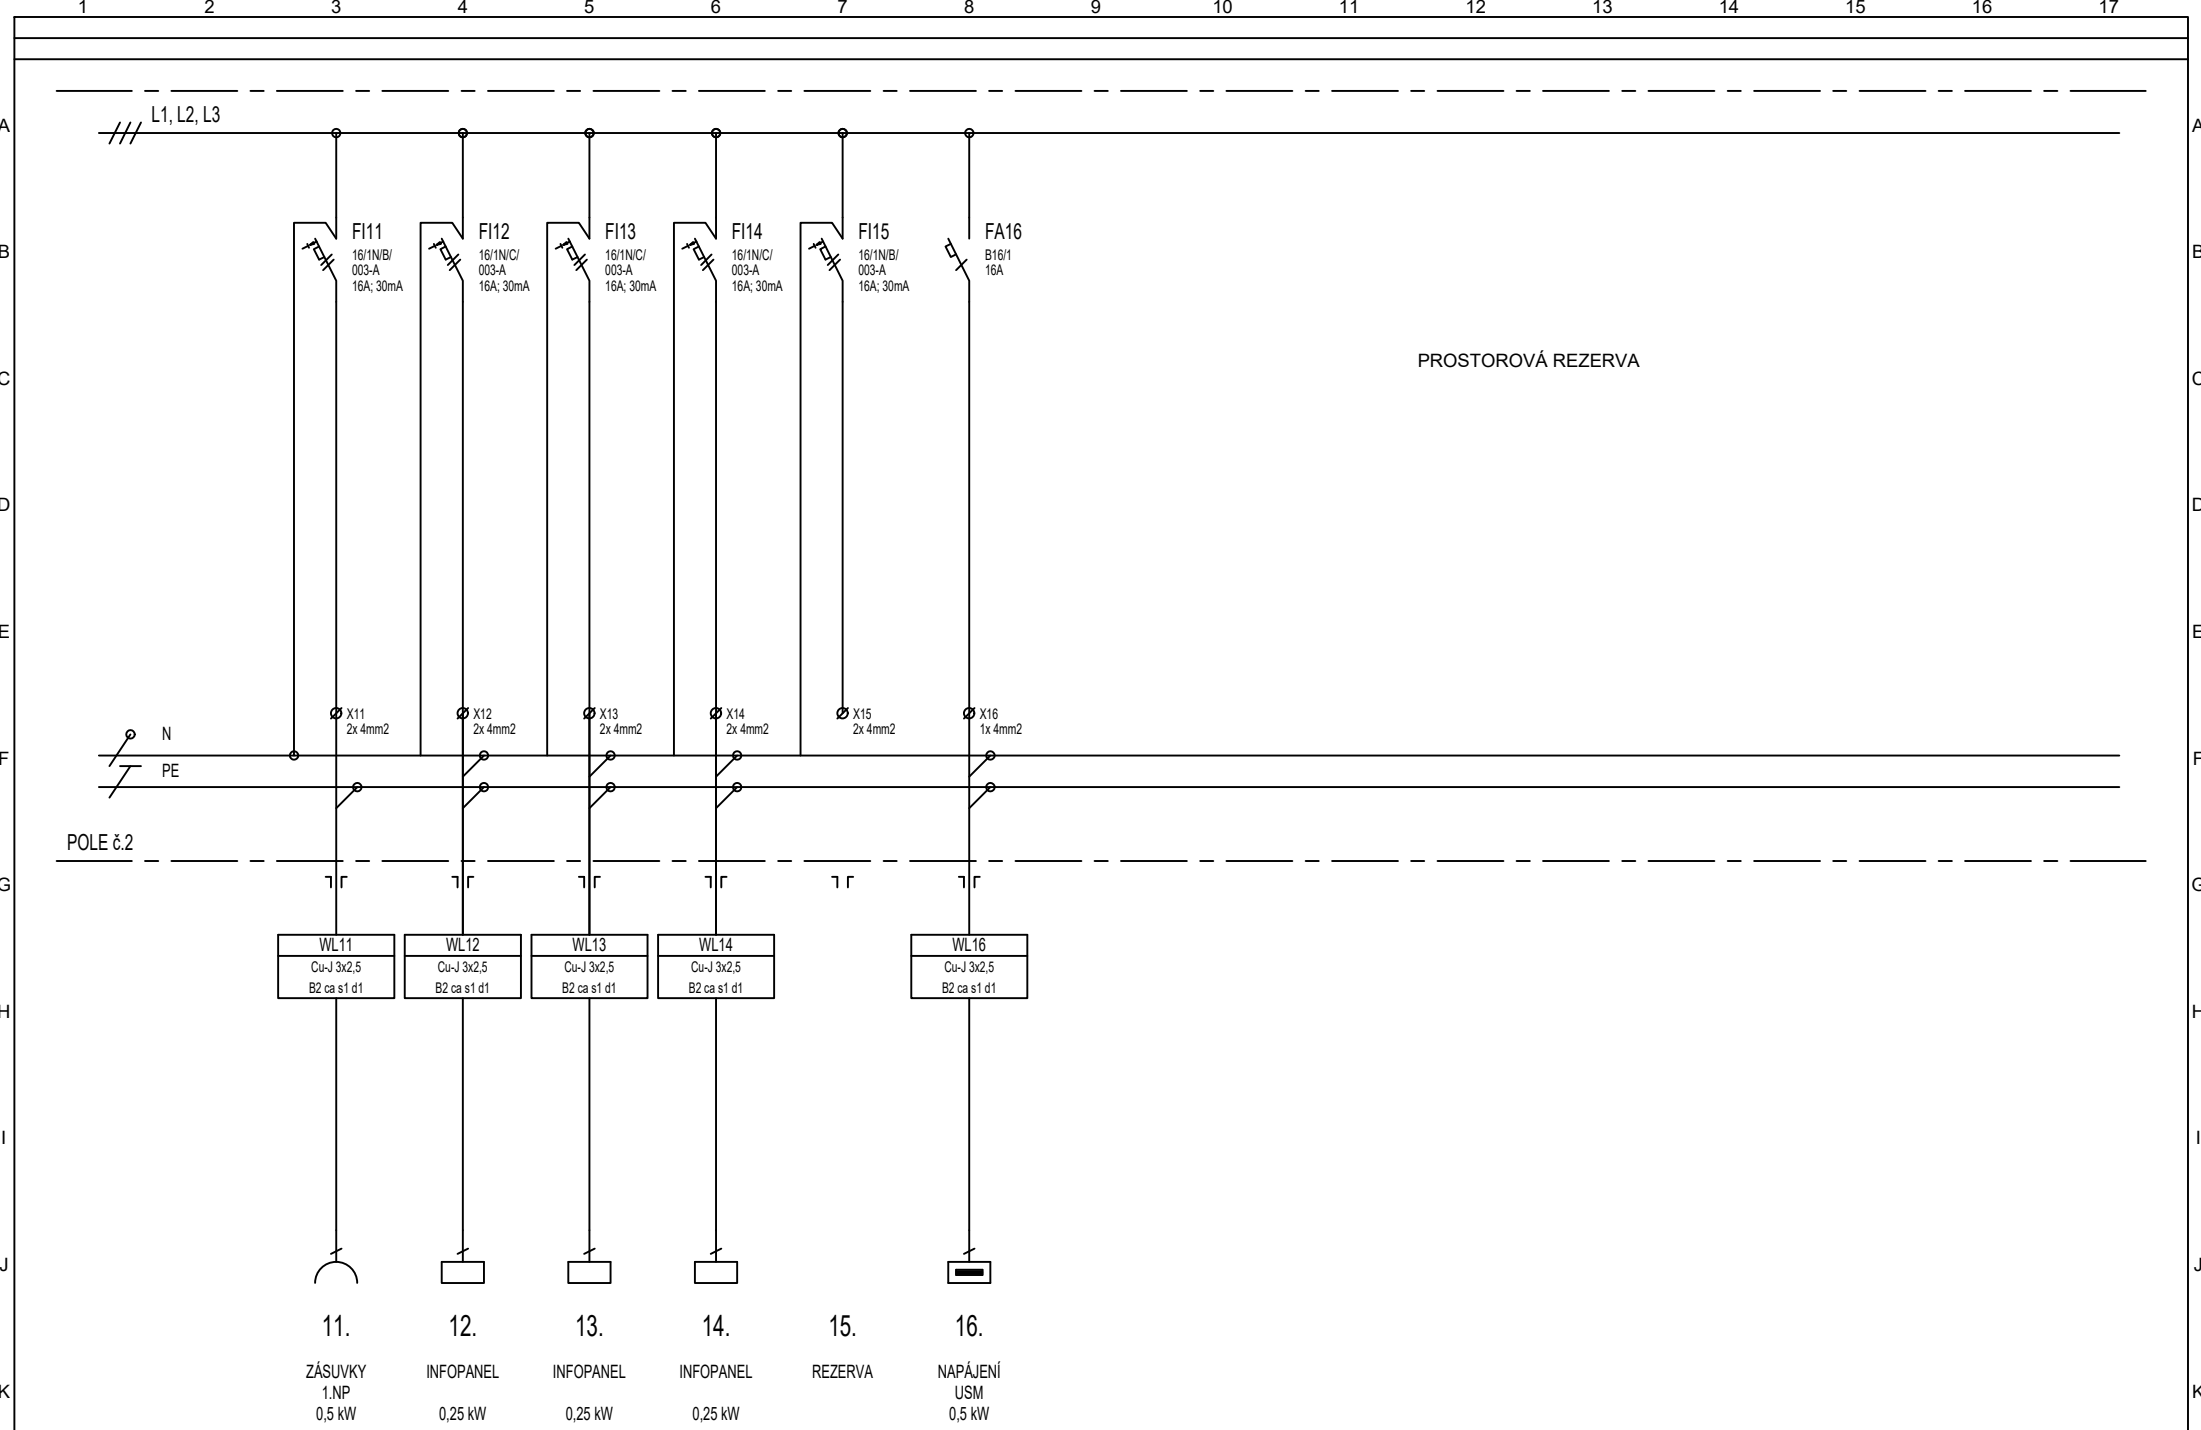 1 2 3 4 5 6 7 8 9 10 11 12 13 14 15 16 17
L1, L2, L3
A A
FI11 FI12 FI13 FI14 FI15 FA16
B B
16/1N/B/ 16/1N/C/ 16/1N/C/ 16/1N/C/ 16/1N/B/ B16/1
003-A 003-A 003-A 003-A 003-A 16A
16A; 30mA 16A; 30mA 16A; 30mA 16A; 30mA 16A; 30mA
PROSTOROVÁ REZERVA
C C
D D
E E
X11 X12 X13 X14 X15 X16
2x 4mm2 2x 4mm2 2x 4mm2 2x 4mm2 2x 4mm2 1x 4mm2
N
F F
PE
POLE č.2
G G
WL11 WL12 WL13 WL14 WL16
Cu-J 3x2,5 Cu-J 3x2,5 Cu-J 3x2,5 Cu-J 3x2,5 Cu-J 3x2,5
B2 ca s1 d1 B2 ca s1 d1 B2 ca s1 d1 B2 ca s1 d1 B2 ca s1 d1
H H
I I
J J
11. 12. 13. 14. 15. 16.
ZÁSUVKY INFOPANEL INFOPANEL INFOPANEL REZERVA NAPÁJENÍ
K 1.NP USM K
0,5 kW 0,25 kW 0,25 kW 0,25 kW 0,5 kW